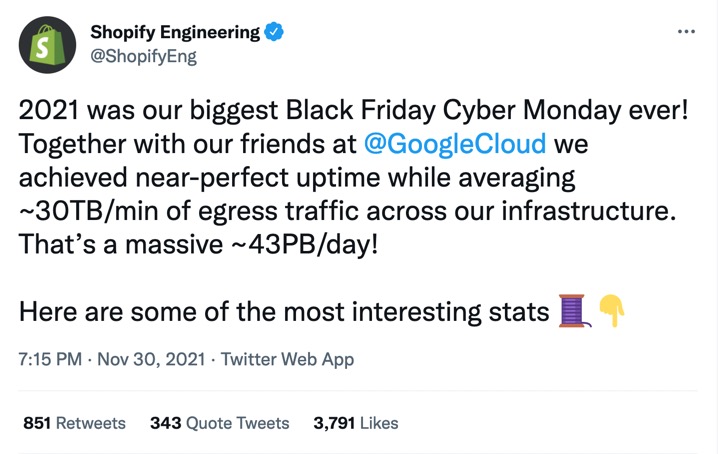 Shopify Engineering
@ShopifyEng
2021 was our biggest Black Friday Cyber Monday ever!
Together with our friends at @GoogleCloud we
achieved near-perfect uptime while averaging
~30TB/min of egress traffic across our infrastructure.
That’s a massive ~43PB/day!
Here are some of the most interesting stats 🧵👇
7:15 PM · Nov 30, 2021 · Twitter Web App
851 Retweets 343 Quote Tweets 3,791 Likes